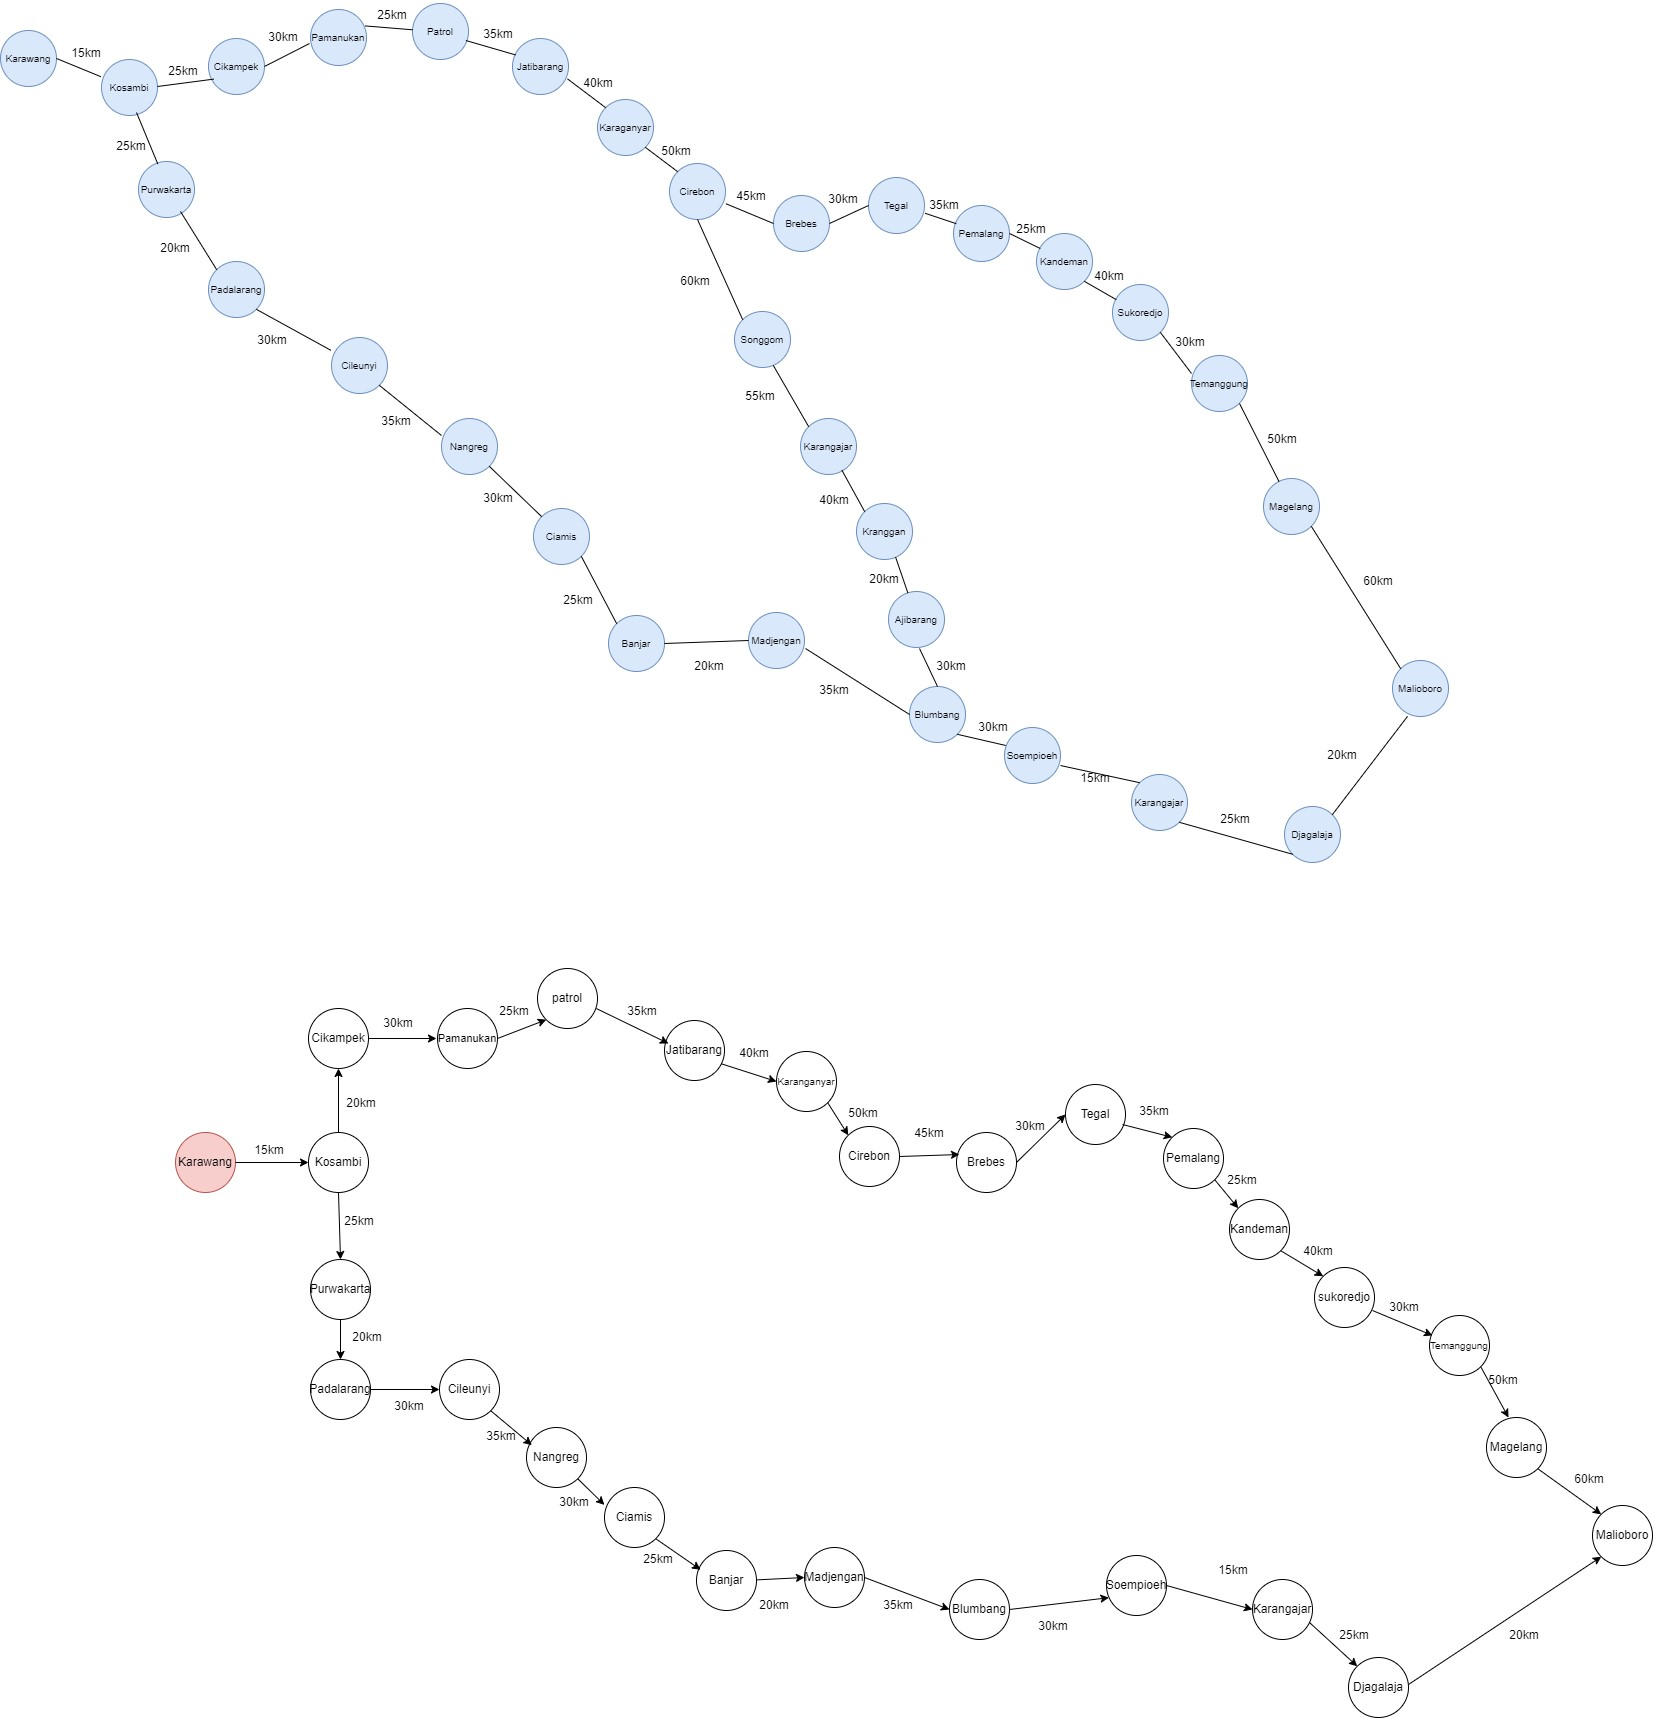 Karawang
15km
Kosambi
25km
Cikampek
30km
Pamanukan
25km
Patrol
35km
Jatibarang
40km
Karaganyar
50km
Cirebon
45km
Brebes
30km
Tegal
35km
Pemalang
25km
Kandeman
40km
Sukoredjo
30km
Temanggung
50km
Magelang
60km
Malioboro
20km
Djagalaja
25km
Purwakarta
20km
Padalarang
30km
Cileunyi
35km
Nangreg
30km
Ciamis
25km
Banjar
20km
Madjengan
35km
Blumbang
30km
Soempioeh
15km
Karangajar
25km
60km
Songgom
55km
Karangajar
40km
Kranggan
20km
Ajibarang
30km
Karawang
15km
Kosambi
20km
Cikampek
30km
Pamanukan
25km
patrol
35km
Jatibarang
40km
Karanganyar
50km
Cirebon
45km
Brebes
30km
Tegal
35km
Pemalang
25km
Kandeman
40km
sukoredjo
30km
Temanggung
50km
Magelang
60km
Malioboro
25km
Purwakarta
20km
Padalarang
30km
Cileunyi
35km
Nangreg
30km
Ciamis
25km
Banjar
20km
Madjengan
35km
Blumbang
30km
Soempioeh
15km
Karangajar
25km
Djagalaja
20km